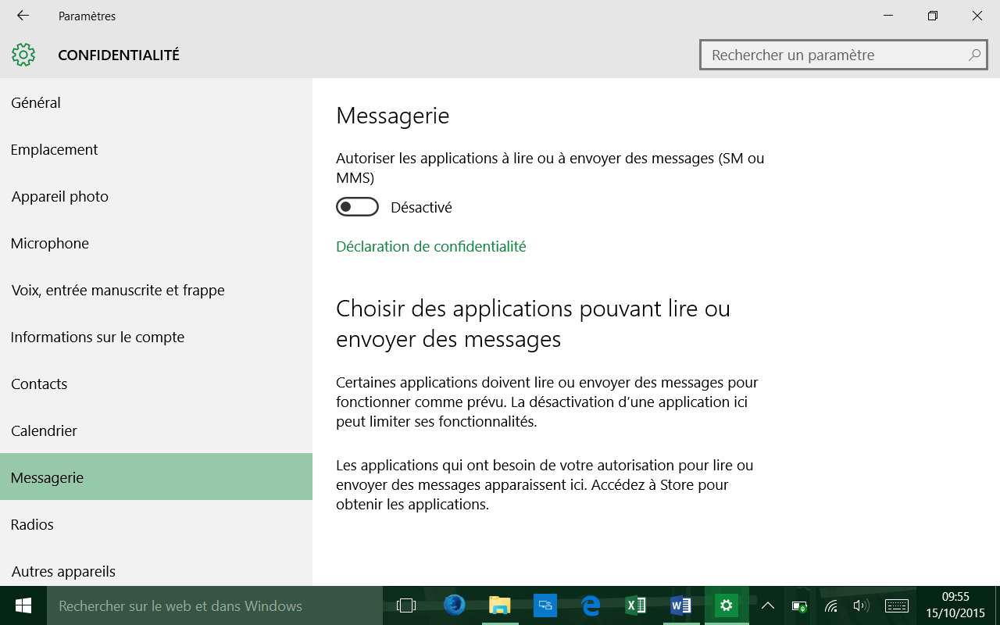 Paramètres
CONFIDENTIALITÉ
Rechercher un paramètre
Général
Emplacement
Appareil photo
Microphone
Voix, entrée manuscrite et frappe
Informations sur le compte
Contacts
Calendrier
Messagerie
Radios
Autres appareils
Messagerie
Autoriser les applications à lire ou à envoyer des messages (SM ou
MMS)
Désactivé
Déclaration de confidentialité
Choisir des applications pouvant lire ou
envoyer des messages
Certaines applications doivent lire ou envoyer des messages pour
fonctionner comme prévu. La désactivation d’une application ici
peut limiter ses fonctionnalités.
Les applications qui ont besoin de votre autorisation pour lire ou
envoyer des messages apparaissent ici. Accédez à Store pour
obtenir les applications.
Rechercher sur le web et dans Windows
09:55
15/10/2015